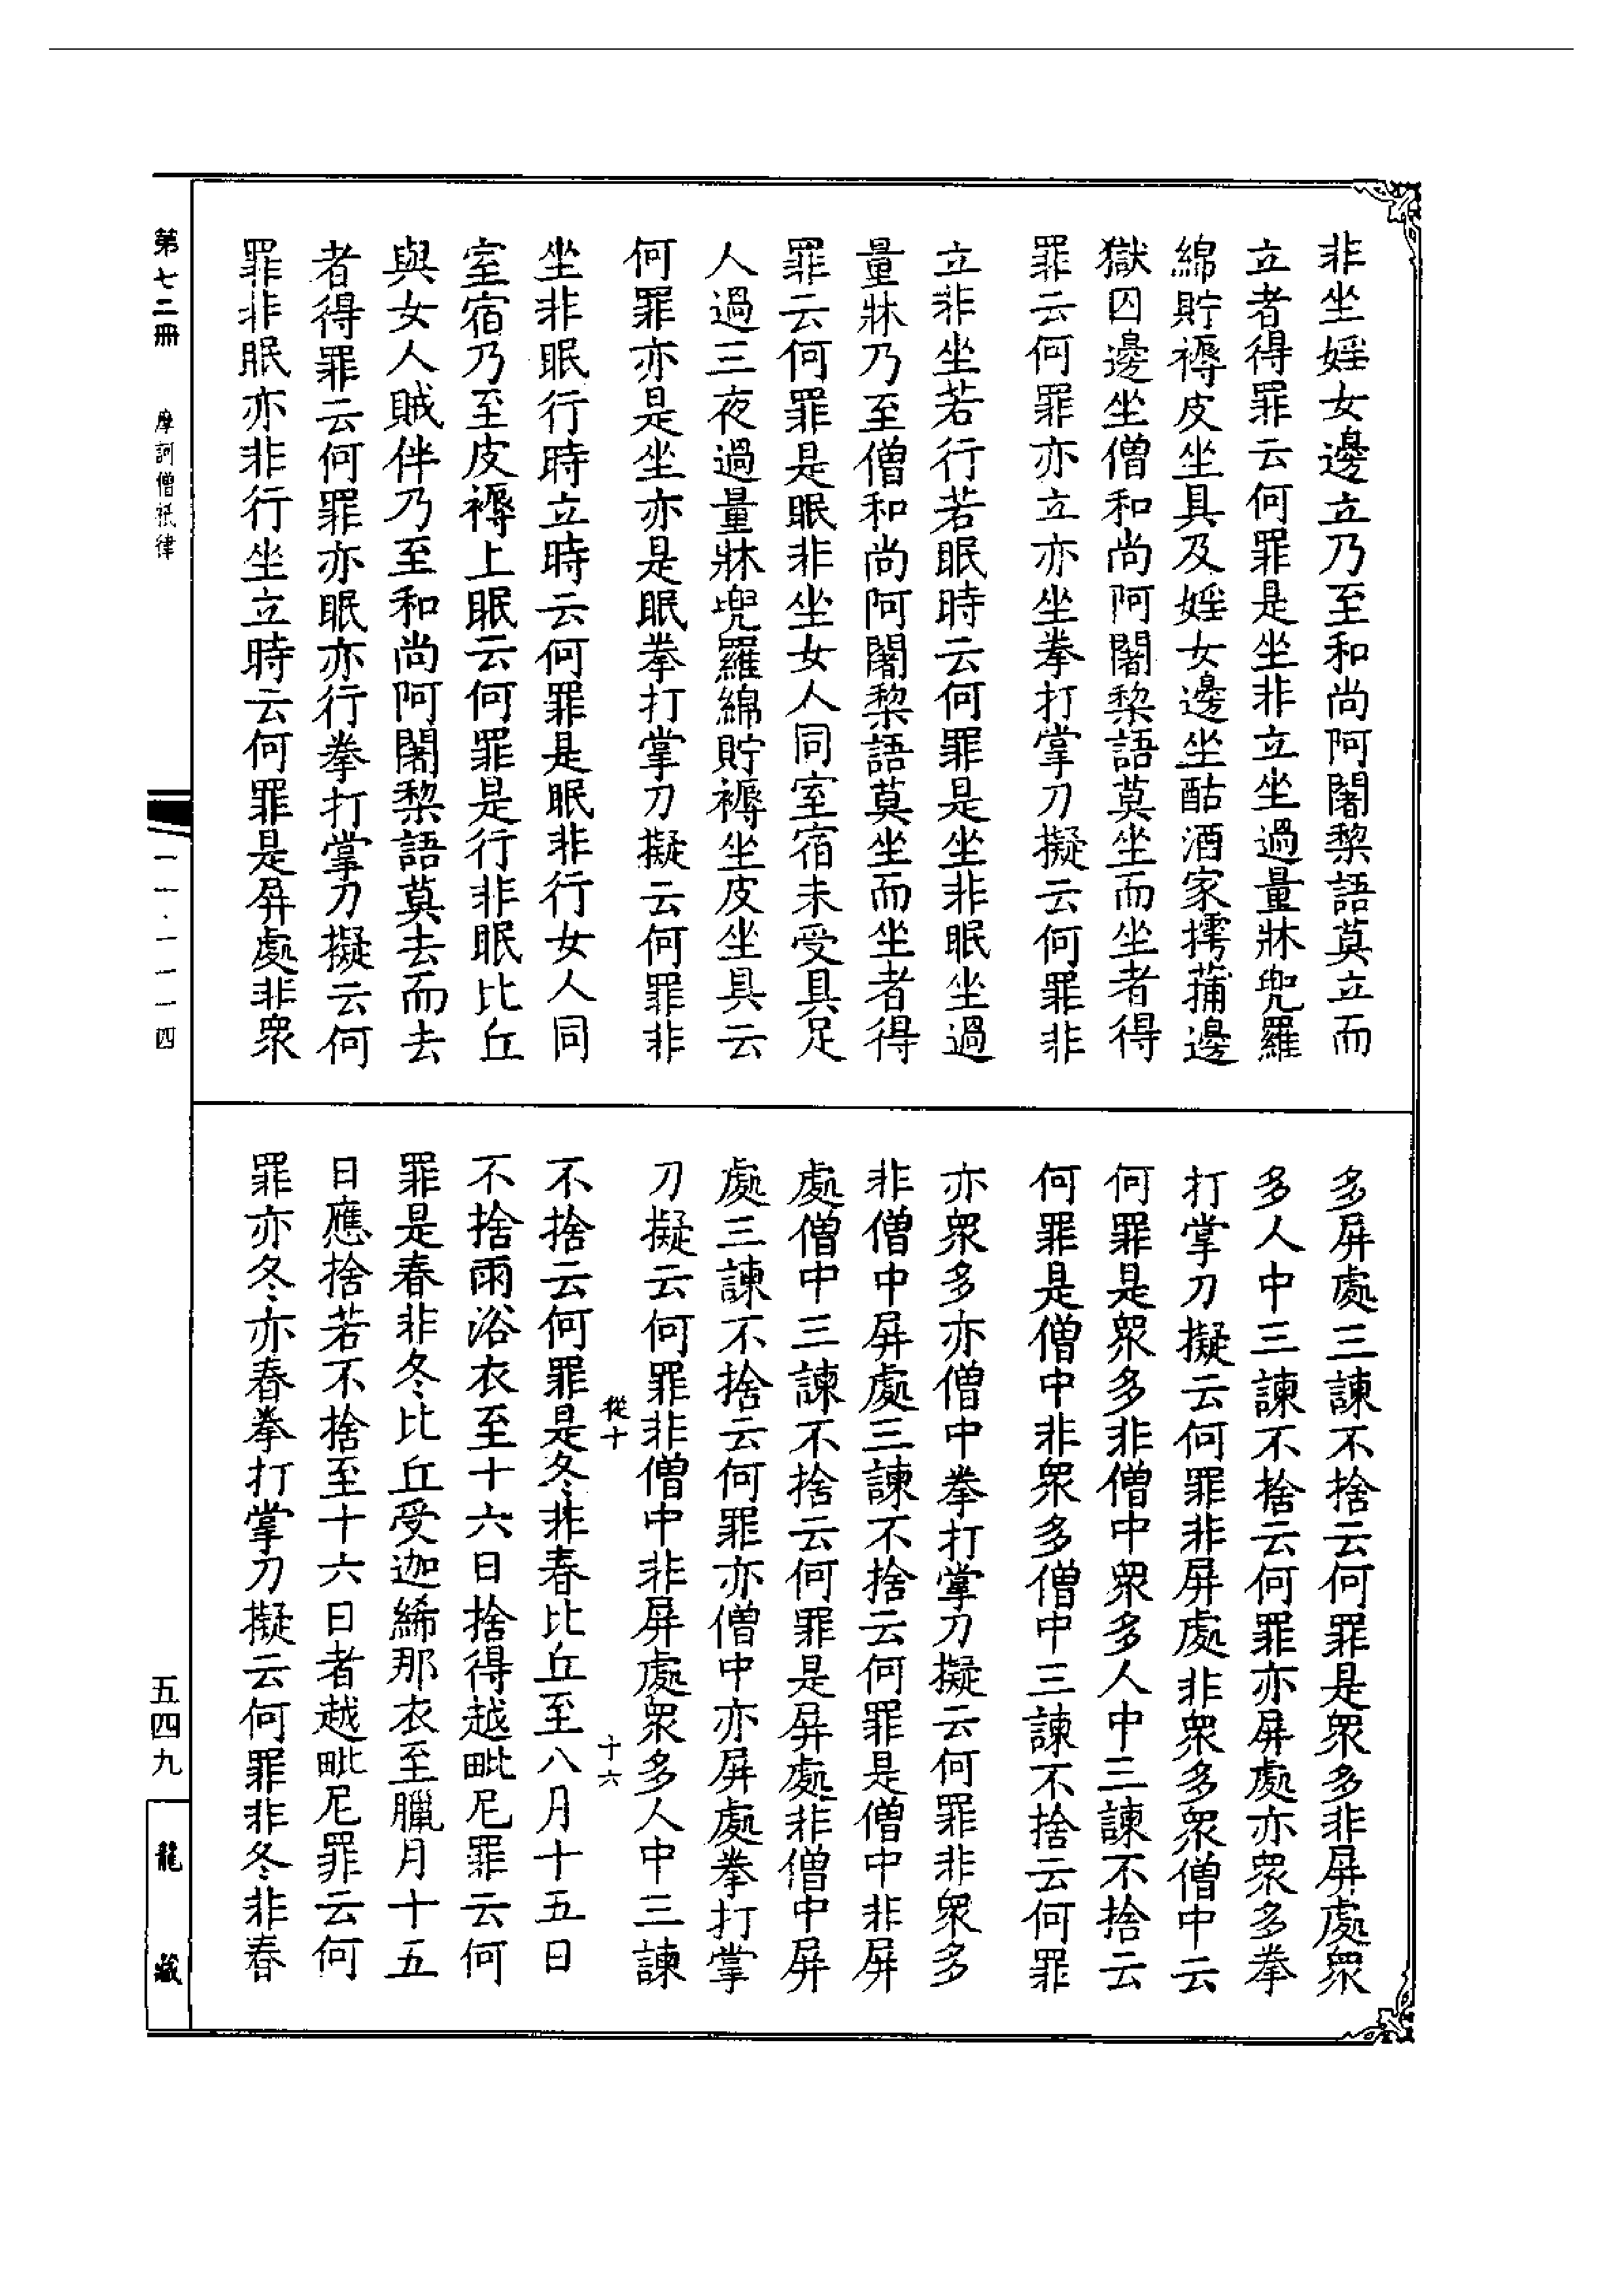 非坐婬女邊立乃至和尚阿闍梨語莫立而
立者得罪云何罪是坐非立坐過量牀兜羅
綿貯褥皮坐具及婬女邊坐酤酒家摴蒱邊
獄囚邊坐僧和尚阿闍梨語莫坐而坐者得
罪云何罪亦立亦坐拳打掌刀擬云何罪非
立非坐若行若眠時云何罪是坐非眠坐過
量牀乃至僧和尚阿闍梨語莫坐而坐者得
罪云何罪是眠非坐女人同室宿未受具足
人過三夜過量牀兜羅綿貯褥坐皮坐具云
何罪亦是坐亦是眠拳打掌刀擬云何罪非
坐非眠行時立時云何罪是眠非行女人同
室宿乃至皮褥上眠云何罪是行非眠比丘
與女人賊伴乃至和尚阿闍梨語莫去而去
者得罪云何罪亦眠亦行拳打掌刀擬云何
罪非眠亦非行坐立時云何罪是屏處非眾
多屏處三諫不捨云何罪是眾多非屏處眾
多人中三諫不捨云何罪亦屏處亦眾多拳
打掌刀擬云何罪非屏處非眾多眾僧中云
何罪是眾多非僧中眾多人中三諫不捨云
何罪是僧中非眾多僧中三諫不捨云何罪
亦眾多亦僧中拳打掌刀擬云何罪非眾多
非僧中屏處三諫不捨云何罪是僧中非屏
處僧中三諫不捨云何罪是屏處非僧中屏
處三諫不捨云何罪亦僧中亦屏處拳打掌
刀擬云何罪非僧中非屏處眾多人中三諫
從十 十六
不捨云何罪是冬非春比丘至八月十五日
不捨雨浴衣至十六日捨得越毗尼罪云何
罪是春非冬比丘受迦絺那衣至臘月十五
日應捨若不捨至十六日者越毗尼罪云何
罪亦冬亦春拳打掌刀擬云何罪非冬非春
第七二冊 摩訶僧祇律
一一·一一一四
五四九
龍藏